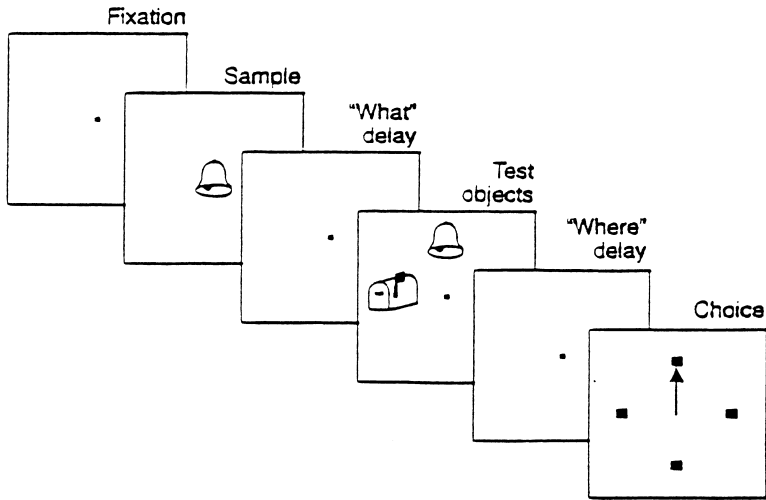 Fixation
Sample
"What"
delay
Test
objects
"Where"
delay
Choice